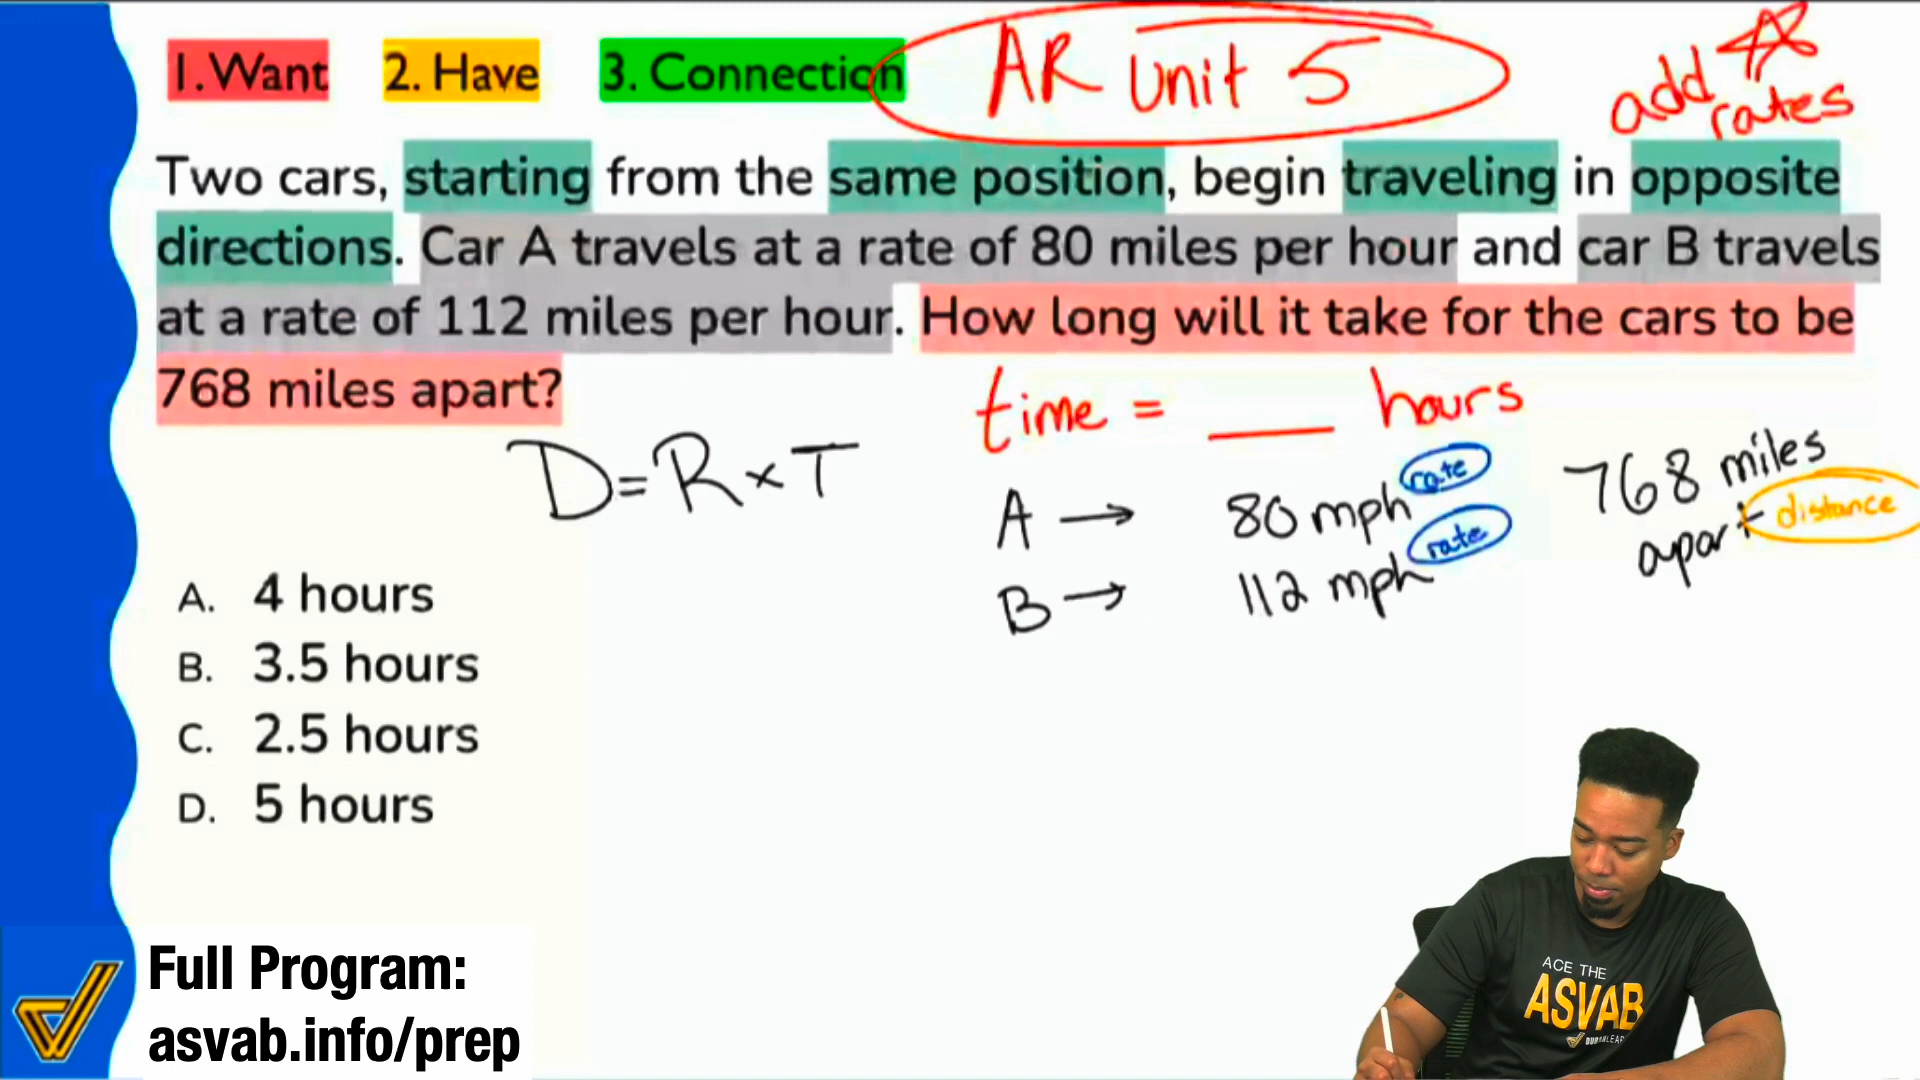 1. Want 2. Have 3. Connection AR Unit 5
add rates
Two cars, starting from the same position, begin traveling in opposite
directions. Car A travels at a rate of 80 miles per hour and car B travels
at a rate of 112 miles per hour. How long will it take for the cars to be
768 miles apart?
time = ___ hours
D=R×T
A → 80 mph rate
B → 112 mph rate
768 miles
apart distance
A. 4 hours
B. 3.5 hours
C. 2.5 hours
D. 5 hours
Full Program:
asvab.info/prep
ACE THE
ASVAB